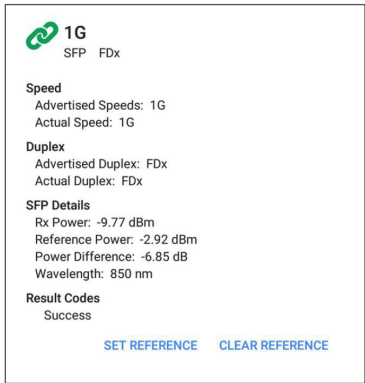 1G
SFP FDx
Speed
Advertised Speeds: 1G
Actual Speed: 1G
Duplex
Advertised Duplex: FDx
Actual Duplex: FDx
SFP Details
Rx Power: -9.77 dBm
Reference Power: -2.92 dBm
Power Difference: -6.85 dB
Wavelength: 850 nm
Result Codes
Success
SET REFERENCE CLEAR REFERENCE